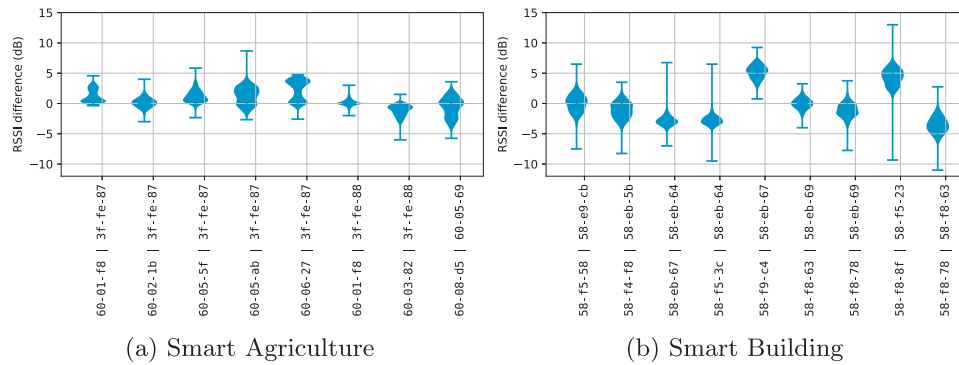 15
10
5
0
−5
−10
RSSI difference (dB)
60-01-f8 | 3f-fe-87
60-02-1b | 3f-fe-87
60-05-5f | 3f-fe-87
60-05-ab | 3f-fe-87
60-06-27 | 3f-fe-87
60-01-f8 | 3f-fe-88
60-03-82 | 3f-fe-88
60-08-d5 | 60-05-69
(a) Smart Agriculture
15
10
5
0
−5
−10
RSSI difference (dB)
58-f5-58 | 58-e9-cb
58-f4-f8 | 58-eb-5b
58-eb-67 | 58-eb-64
58-f5-3c | 58-eb-64
58-f9-c4 | 58-eb-67
58-f8-63 | 58-eb-69
58-f8-78 | 58-eb-69
58-f8-8f | 58-f5-23
58-f8-78 | 58-f8-63
(b) Smart Building